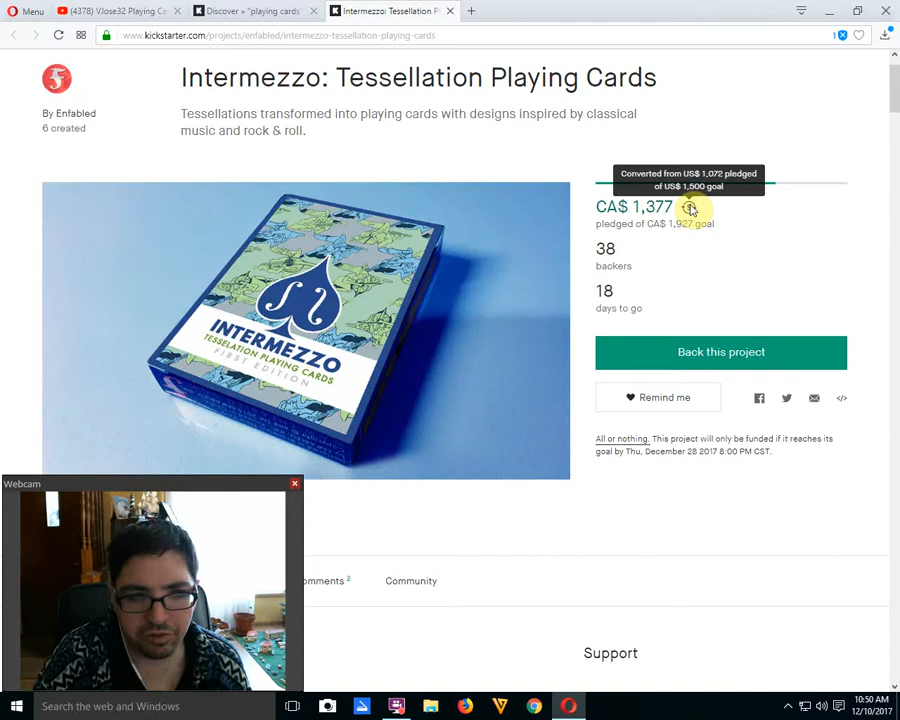 Menu
(4378) VJose32 Playing Ca
Discover » "playing cards"
Intermezzo: Tessellation P
www.kickstarter.com/projects/enfabled/intermezzo-tessellation-playing-cards
1
Intermezzo: Tessellation Playing Cards
By Enfabled
6 created
Tessellations transformed into playing cards with designs inspired by classical
music and rock & roll.
Converted from US$ 1,072 pledged
of US$ 1,500 goal
CA$ 1,377
pledged of CA$ 1,927 goal
38
backers
18
days to go
Back this project
Remind me
All or nothing. This project will only be funded if it reaches its
goal by Thu, December 28 2017 8:00 PM CST.
INTERMEZZO
TESSELLATION PLAYING CARDS
FIRST EDITION
Webcam
omments 2
Community
Support
Search the web and Windows
10:50 AM
12/10/2017